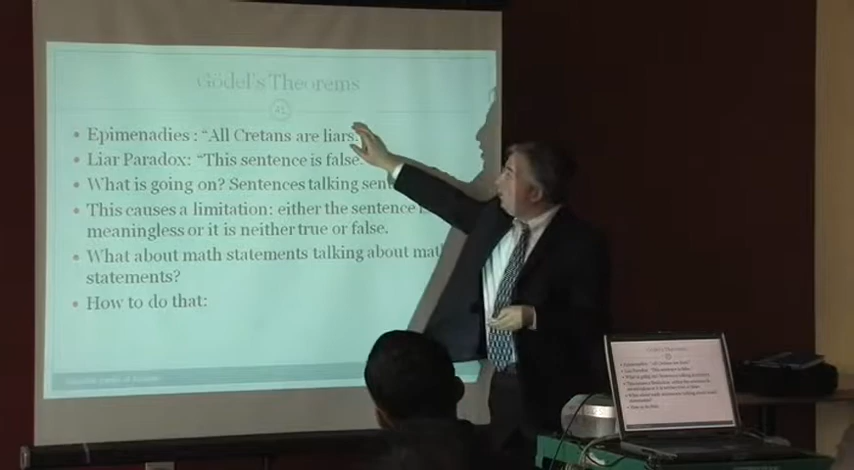 Gödel's Theorems
• Epimenadies : "All Cretans are liars.
• Liar Paradox: "This sentence is false.
• What is going on? Sentences talking
• This causes a limitation: either the sentence
meaningless or it is neither true or false.
• What about math statements talking about
statements?
• How to do that: